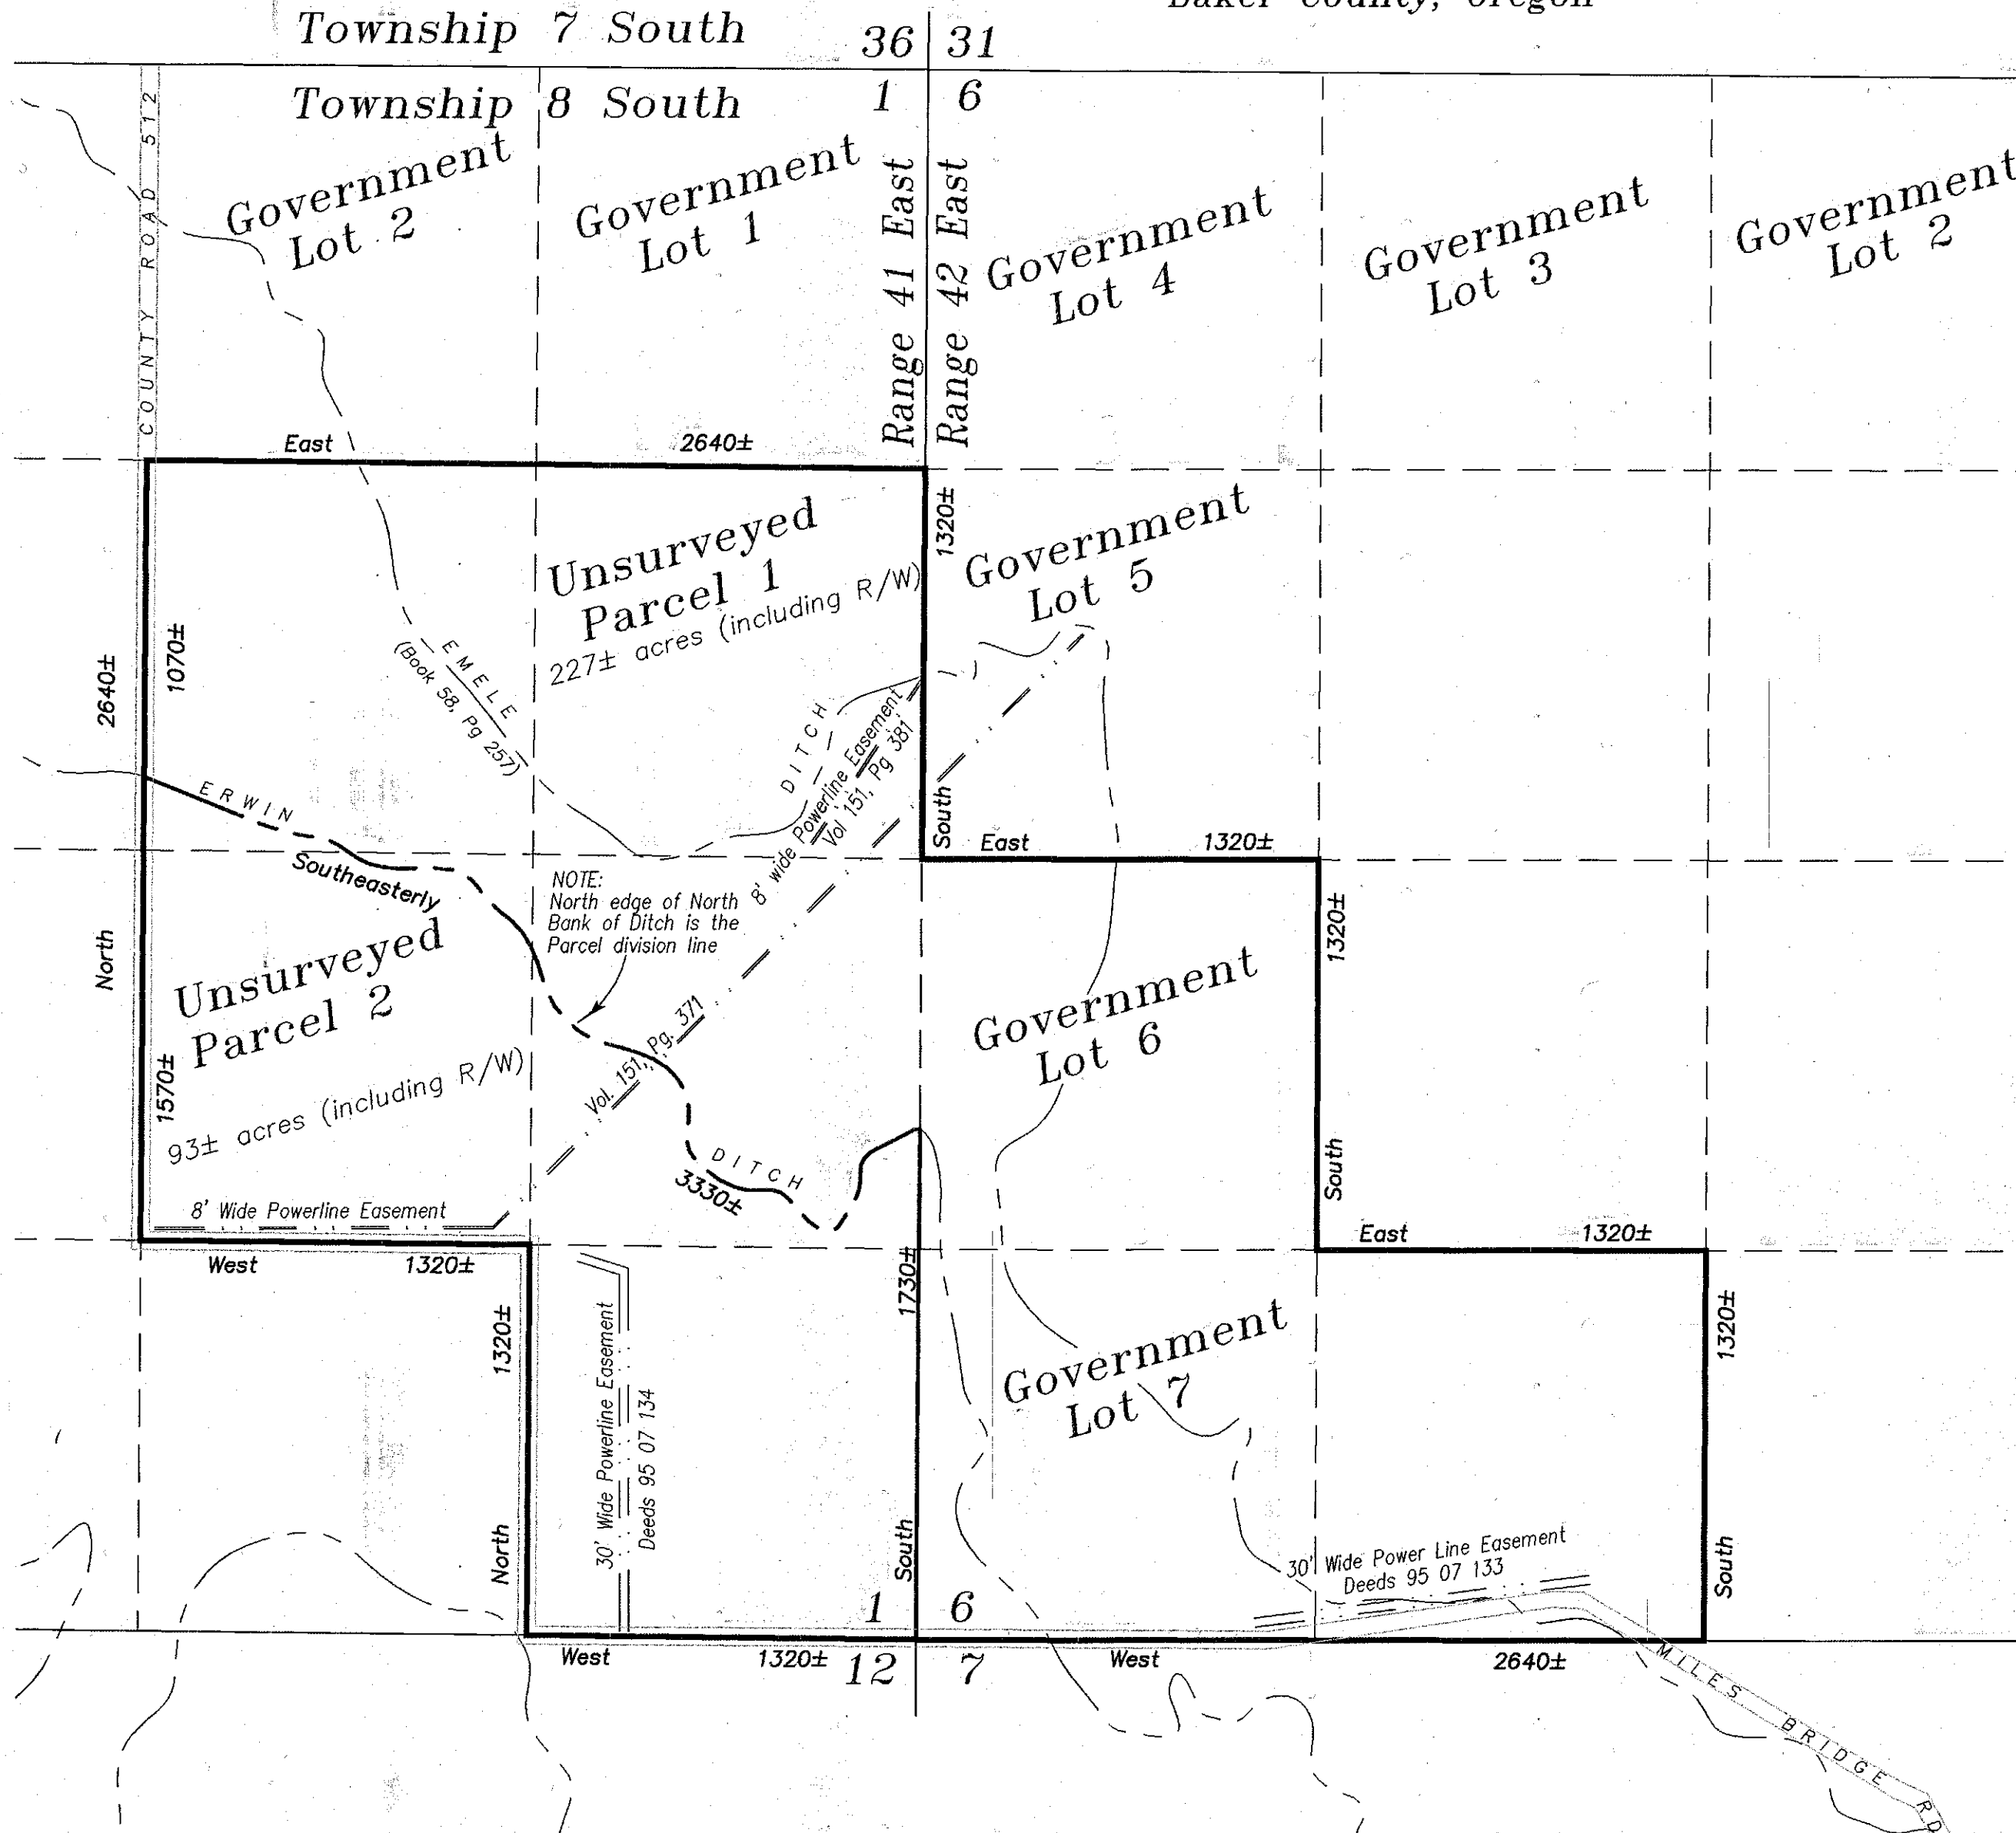 Baker County, Oregon
Township 7 South
36 31
Township 8 South
1 6
COUNTY ROAD 512
Government
Lot 2
Government
Lot 1
Range 41 East
Range 42 East
Government
Lot 4
Government
Lot 3
Government
Lot 2
East
2640±
1320±
Unsurveyed
Parcel 1
227± acres (including R/W)
Government
Lot 5
2640±
1070±
EMELE
(Book 58, Pg 257)
DITCH
8' wide Powerline Easement
Vol 151, Pg 381
ERWIN
Southeasterly
South
East
1320±
NOTE:
North edge of North
Bank of Ditch is the
Parcel division line
1320±
North
Unsurveyed
Parcel 2
93± acres (including R/W)
1570±
Vol. 151, Pg. 371
Government
Lot 6
DITCH
3330±
South
8' Wide Powerline Easement
West
1320±
East
1320±
1730±
1320±
30' Wide Powerline Easement
Deeds 95 07 134
Government
Lot 7
1320±
North
South
30' Wide Power Line Easement
Deeds 95 07 133
South
1 6
West
1320±
12 7
West
2640±
MILES BRIDGE RD